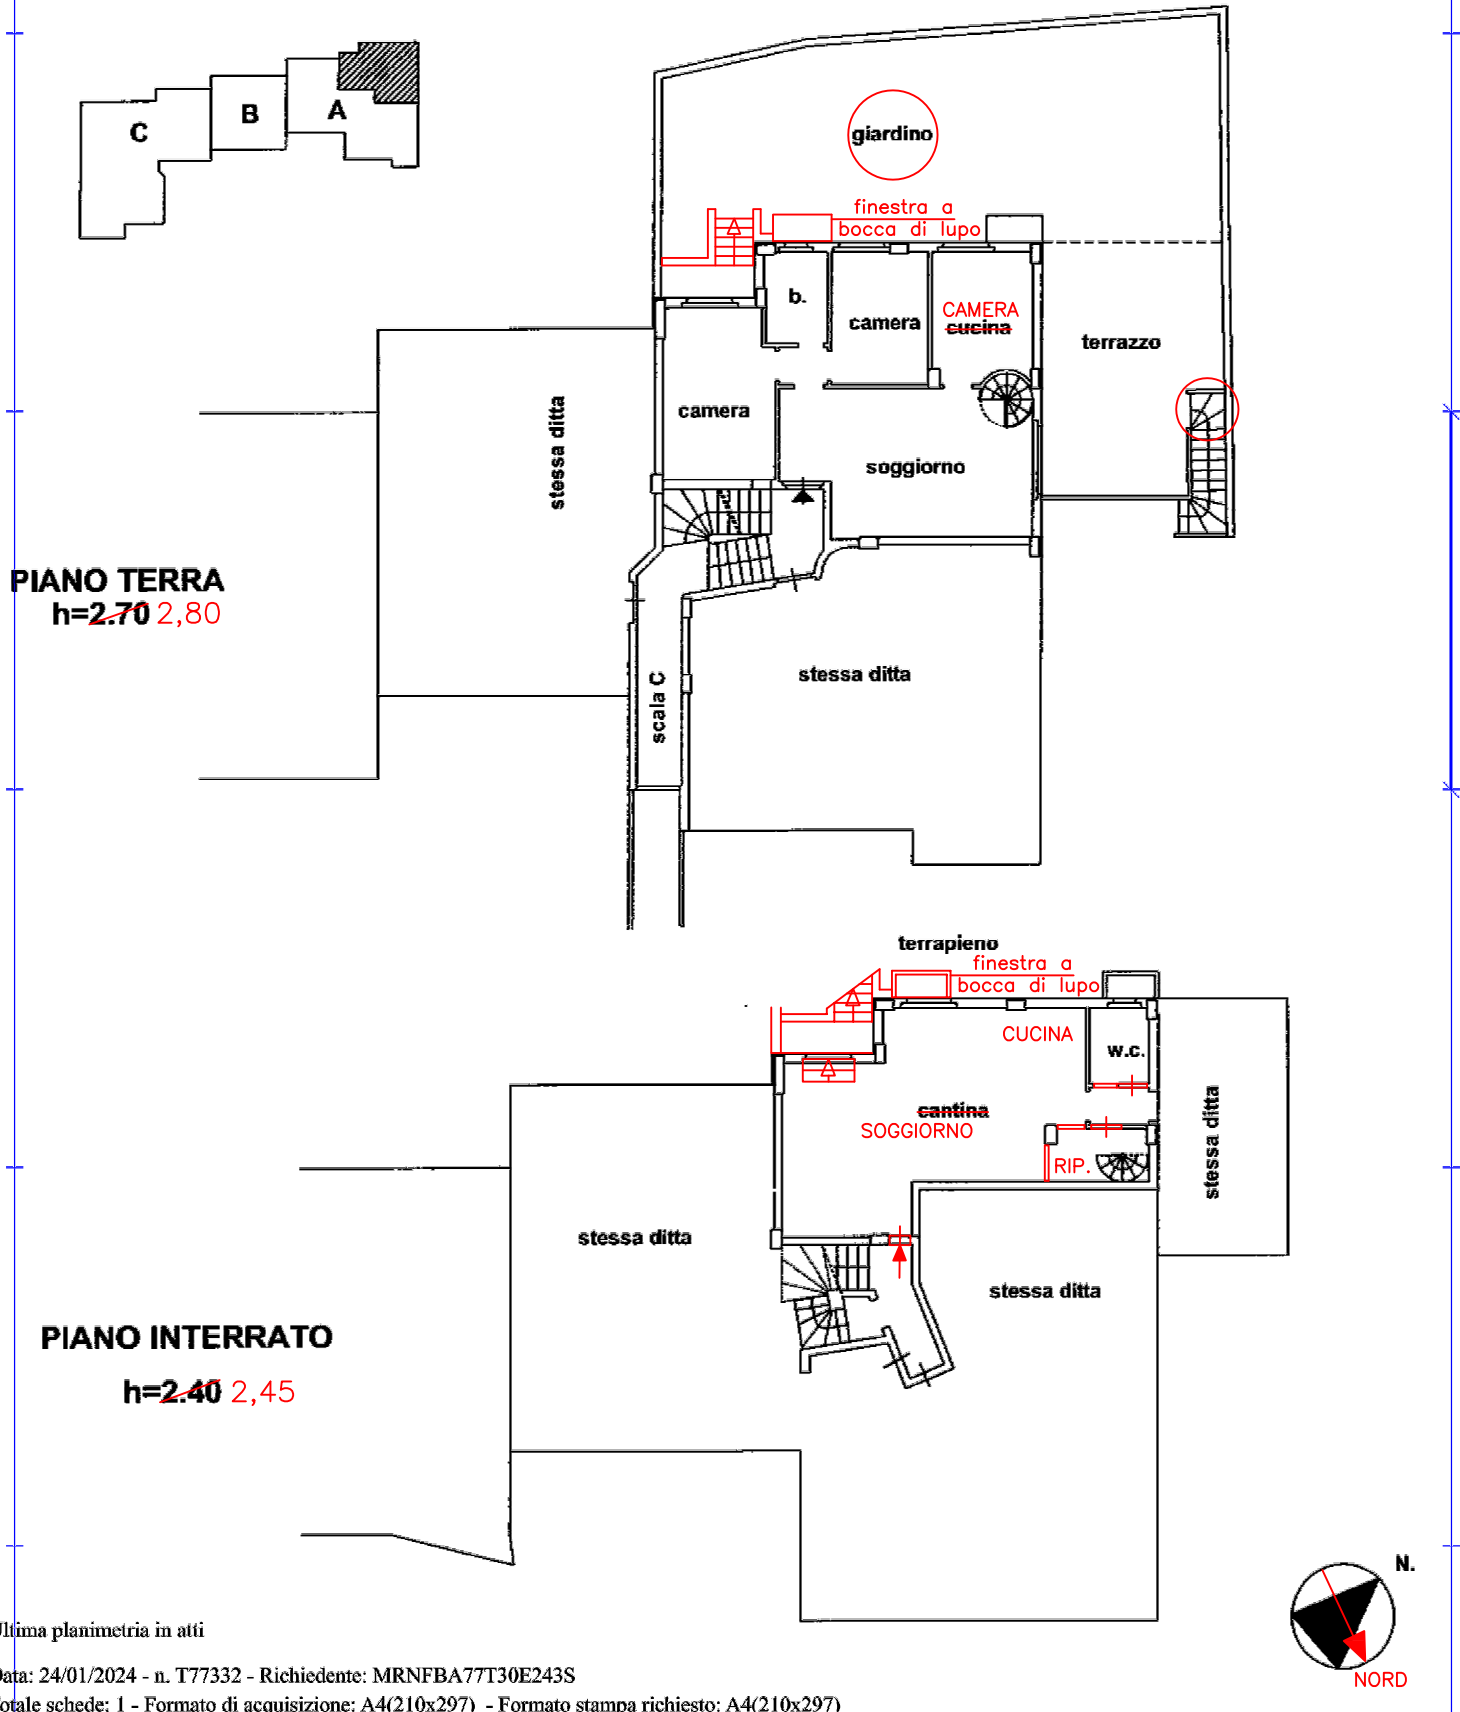 C
B
A
giardino
finestra a
bocca di lupo
b.
camera
CAMERA
cucina
terrazzo
camera
stessa ditta
soggiorno
PIANO TERRA
h=2.70 2,80
scala C
stessa ditta
terrapieno
finestra a
bocca di lupo
CUCINA
w.c.
cantina
SOGGIORNO
RIP.
stessa ditta
stessa ditta
stessa ditta
PIANO INTERRATO
h=2.40 2,45
N.
NORD
Ultima planimetria in atti
Data: 24/01/2024 - n. T77332 - Richiedente: MRNFBA77T30E243S
Totale schede: 1 - Formato di acquisizione: A4(210x297) - Formato stampa richiesto: A4(210x297)